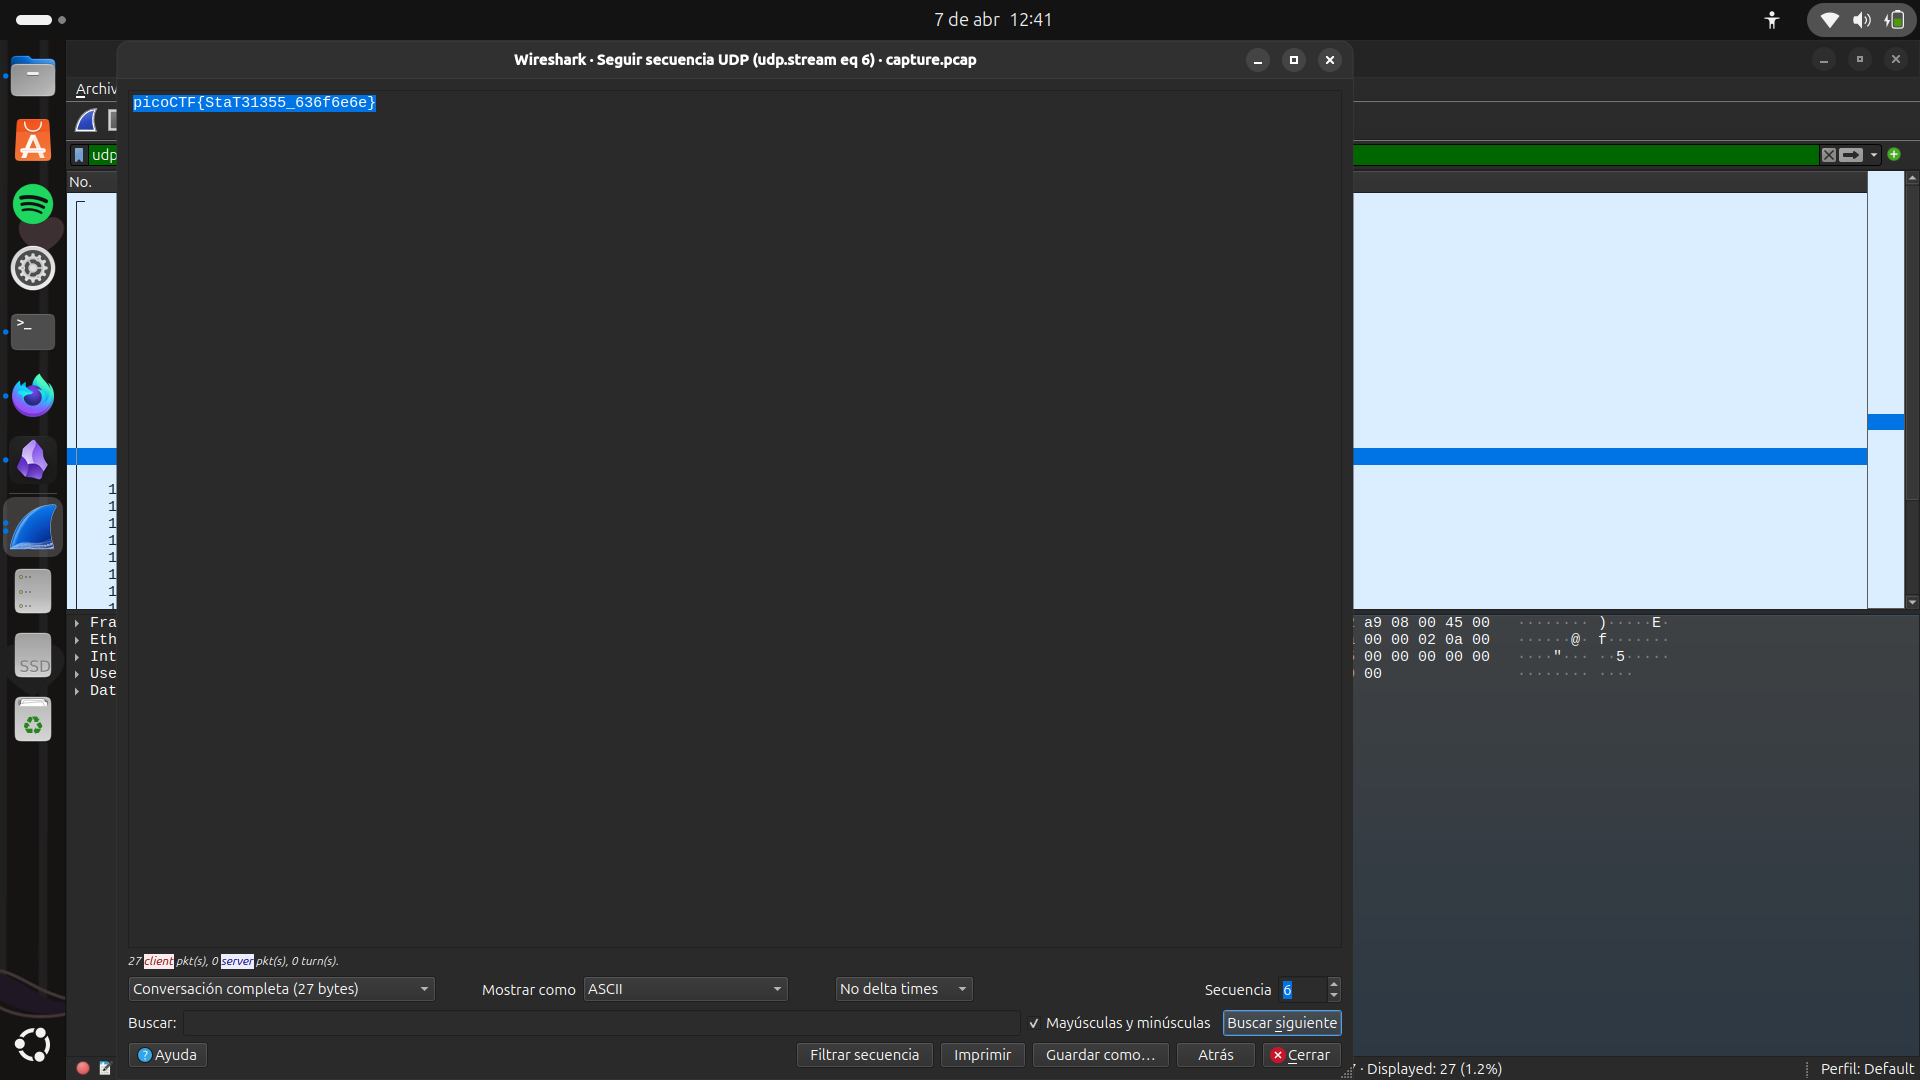 7 de abr 12:41
Wireshark · Seguir secuencia UDP (udp.stream eq 6) · capture.pcap
Archiv
picoCTF{StaT31355_636f6e6e}
udp
No.
1
1
1
1
1
1
1
Fra
Eth
Int
Use
Dat
a9 08 00 45 00 ········ )·····E·
00 00 02 0a 00 ······@· f·······
00 00 00 00 00 ····"··· ··5·····
00 ········ ····
SSD
27 client pkt(s), 0 server pkt(s), 0 turn(s).
Conversación completa (27 bytes) Mostrar como ASCII No delta times Secuencia 6
Buscar: Mayúsculas y minúsculas Buscar siguiente
Ayuda Filtrar secuencia Imprimir Guardar como… Atrás Cerrar
· Displayed: 27 (1.2%) Perfil: Default